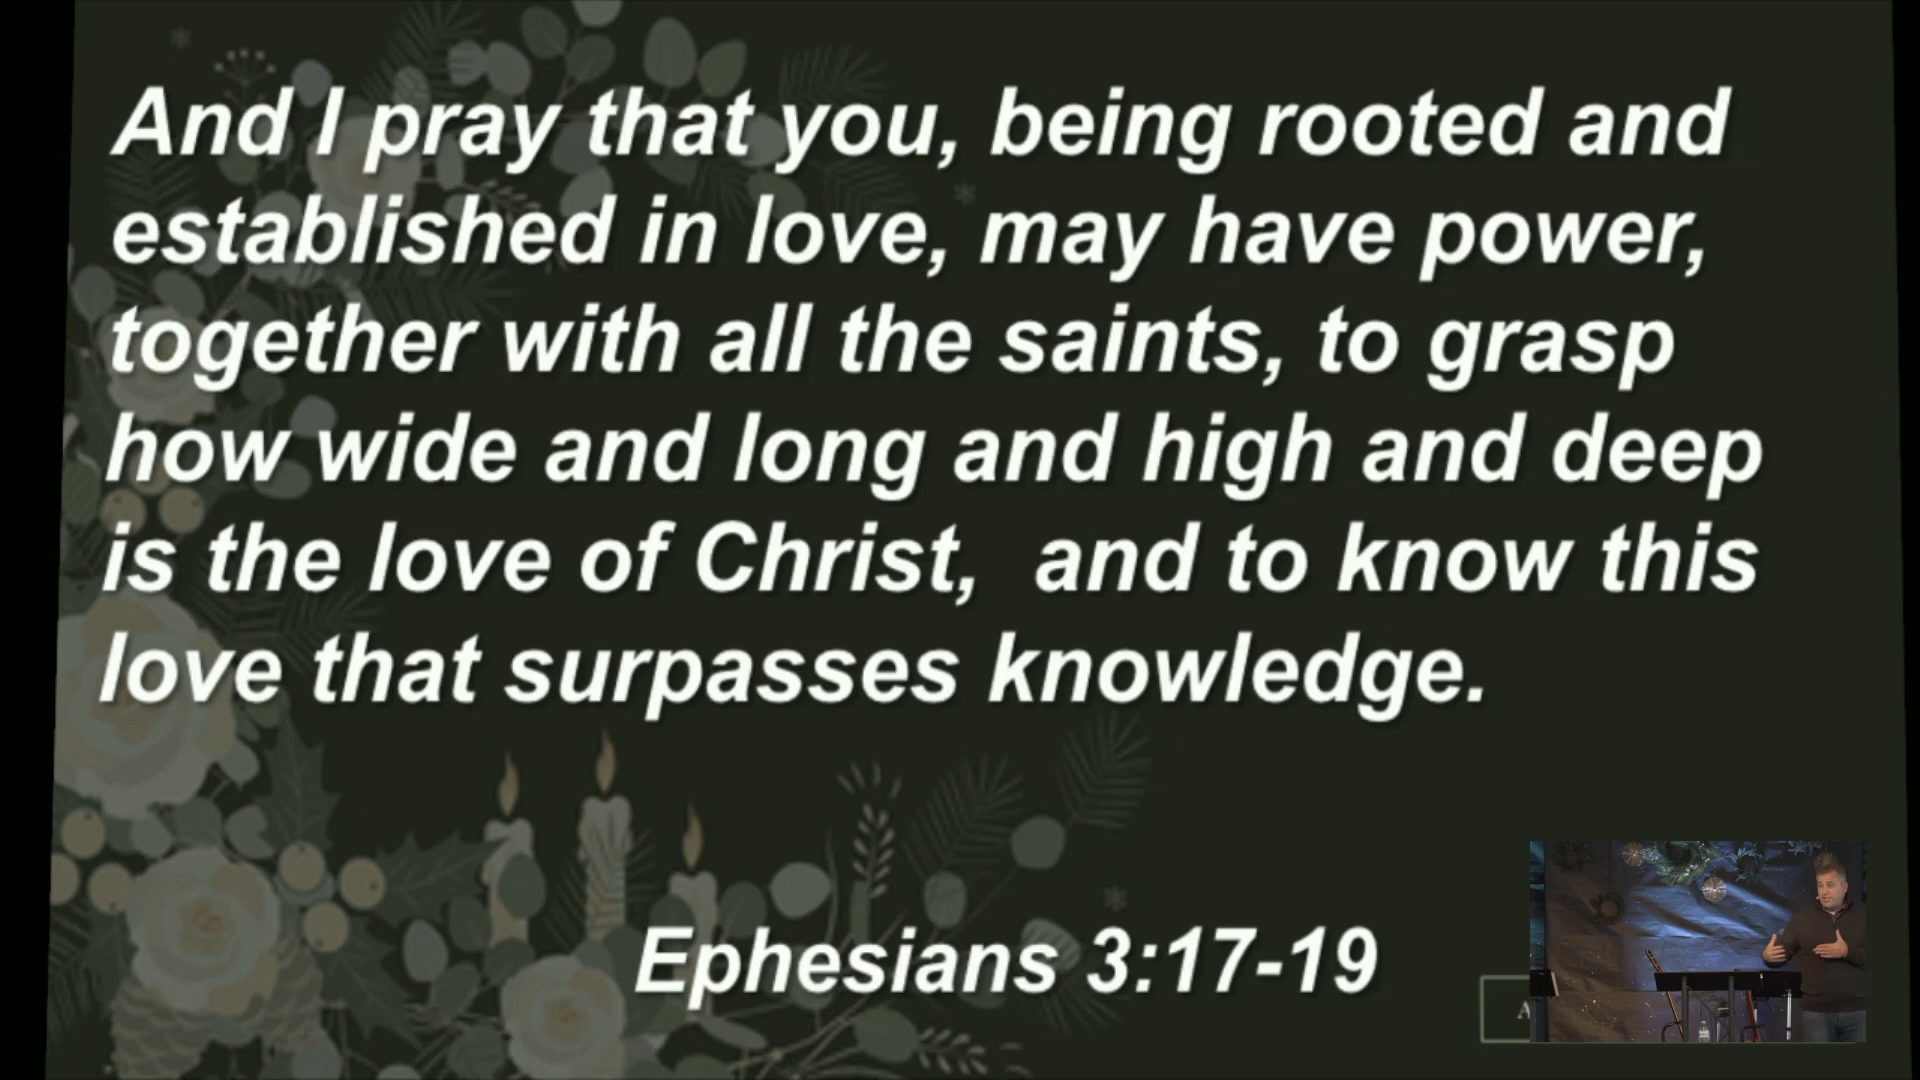 And I pray that you, being rooted and
established in love, may have power,
together with all the saints, to grasp
how wide and long and high and deep
is the love of Christ,  and to know this
love that surpasses knowledge.
Ephesians 3:17-19
A